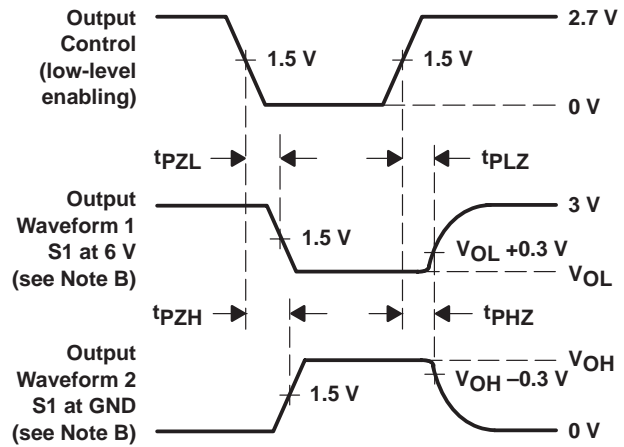 Output
Control
(low-level
enabling)
1.5 V
1.5 V
2.7 V
0 V
tPZL
tPLZ
Output
Waveform 1
S1 at 6 V
(see Note B)
1.5 V
3 V
VOL +0.3 V
VOL
tPZH
tPHZ
Output
Waveform 2
S1 at GND
(see Note B)
1.5 V
VOH
VOH –0.3 V
0 V